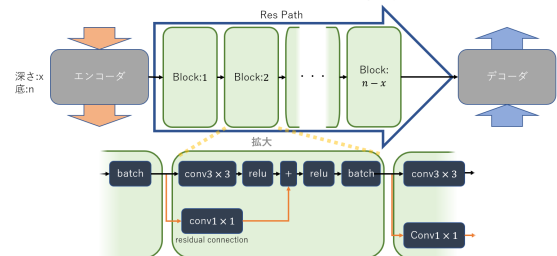 Res Path
深さ:x
底:n
エンコーダ
Block:1
Block:2
・・・
Block:
n − x
デコーダ
拡大
batch
conv3 × 3
relu
+
relu
batch
conv3 × 3
conv1 × 1
residual connection
Conv1 × 1